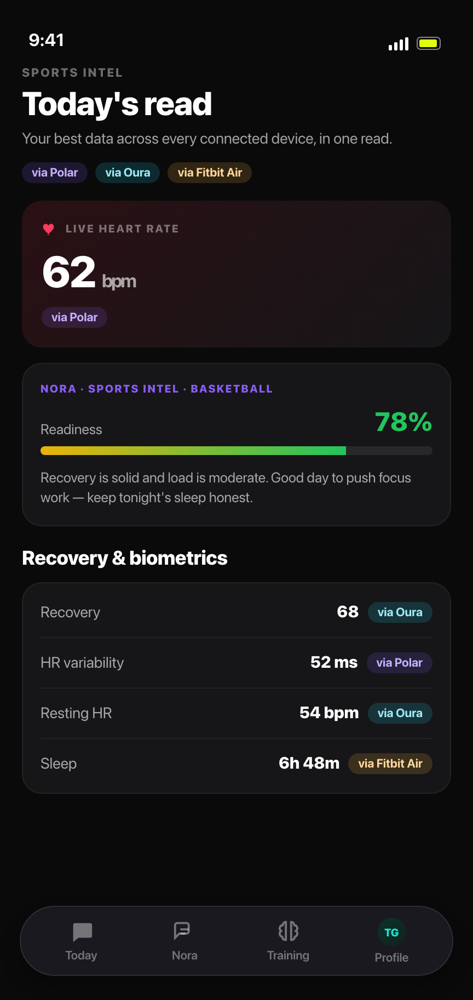 9:41
SPORTS INTEL
Today's read
Your best data across every connected device, in one read.
via Polar via Oura via Fitbit Air
LIVE HEART RATE
62 bpm
via Polar
NORA · SPORTS INTEL · BASKETBALL
Readiness 78%
Recovery is solid and load is moderate. Good day to push focus
work — keep tonight's sleep honest.
Recovery & biometrics
Recovery 68 via Oura
HR variability 52 ms via Polar
Resting HR 54 bpm via Oura
Sleep 6h 48m via Fitbit Air
TG
Today Nora Training Profile